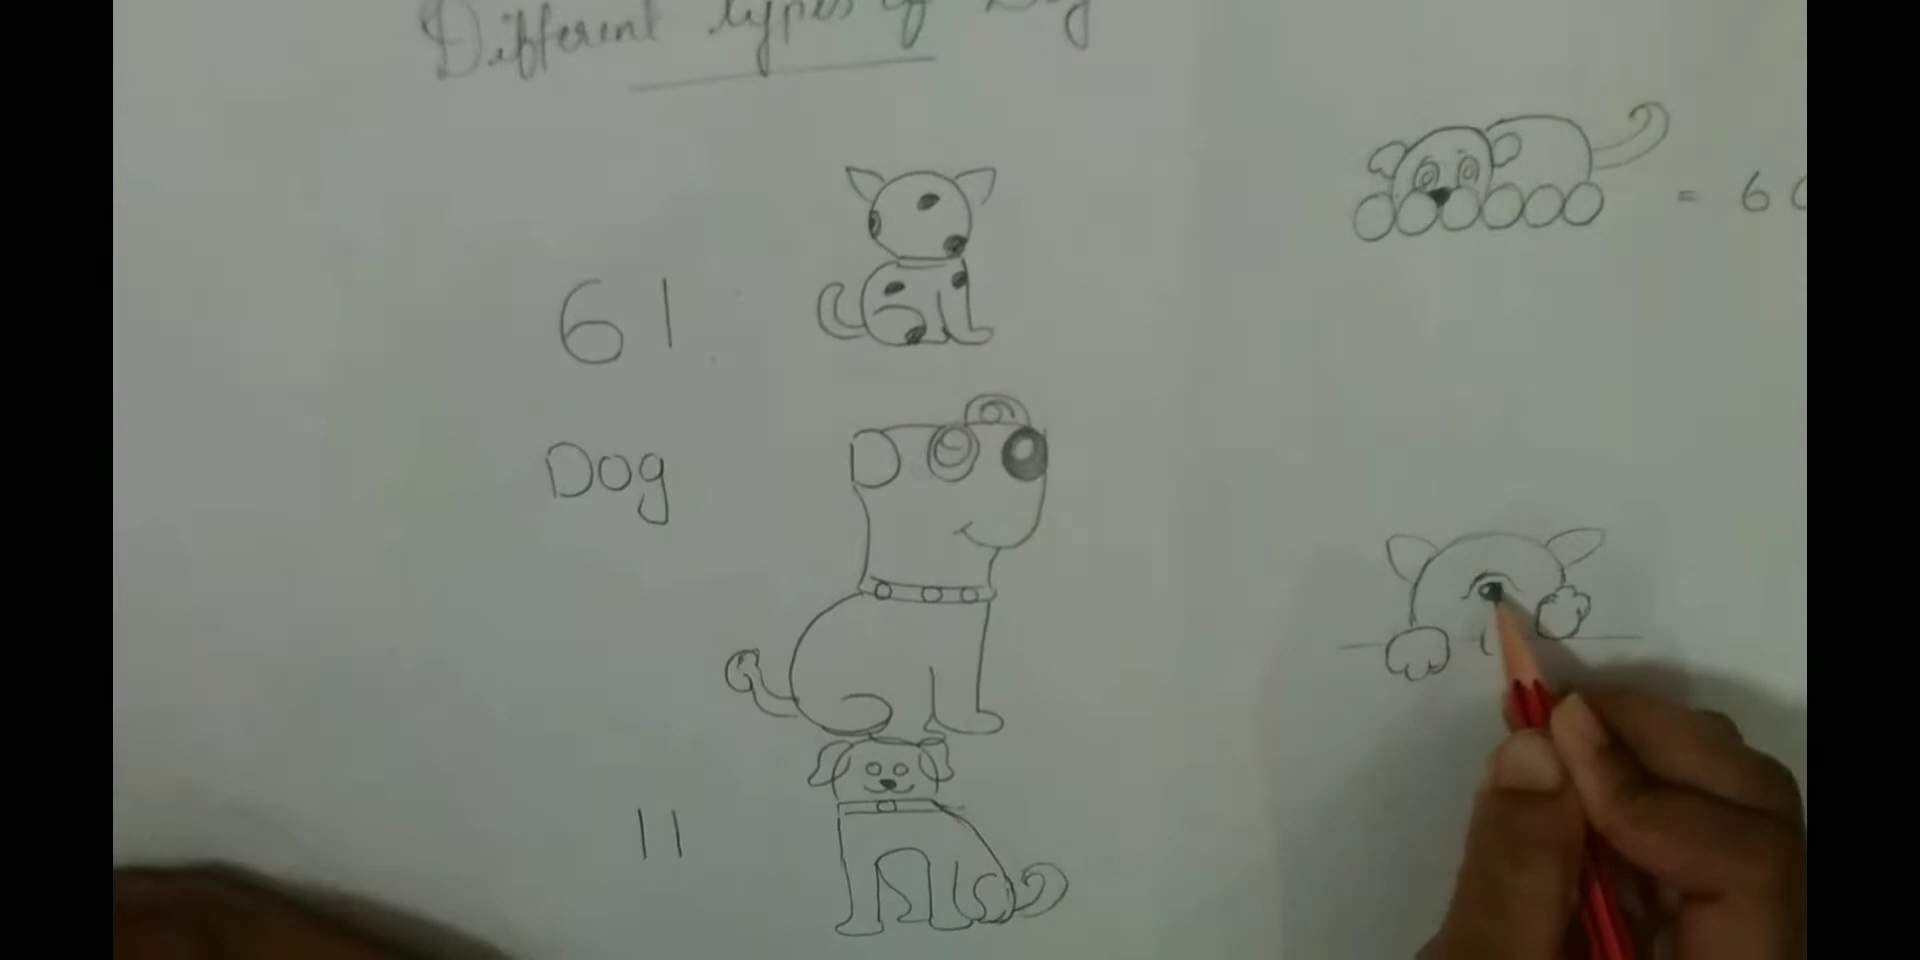 Different types of Dog
= 6
61
Dog
11